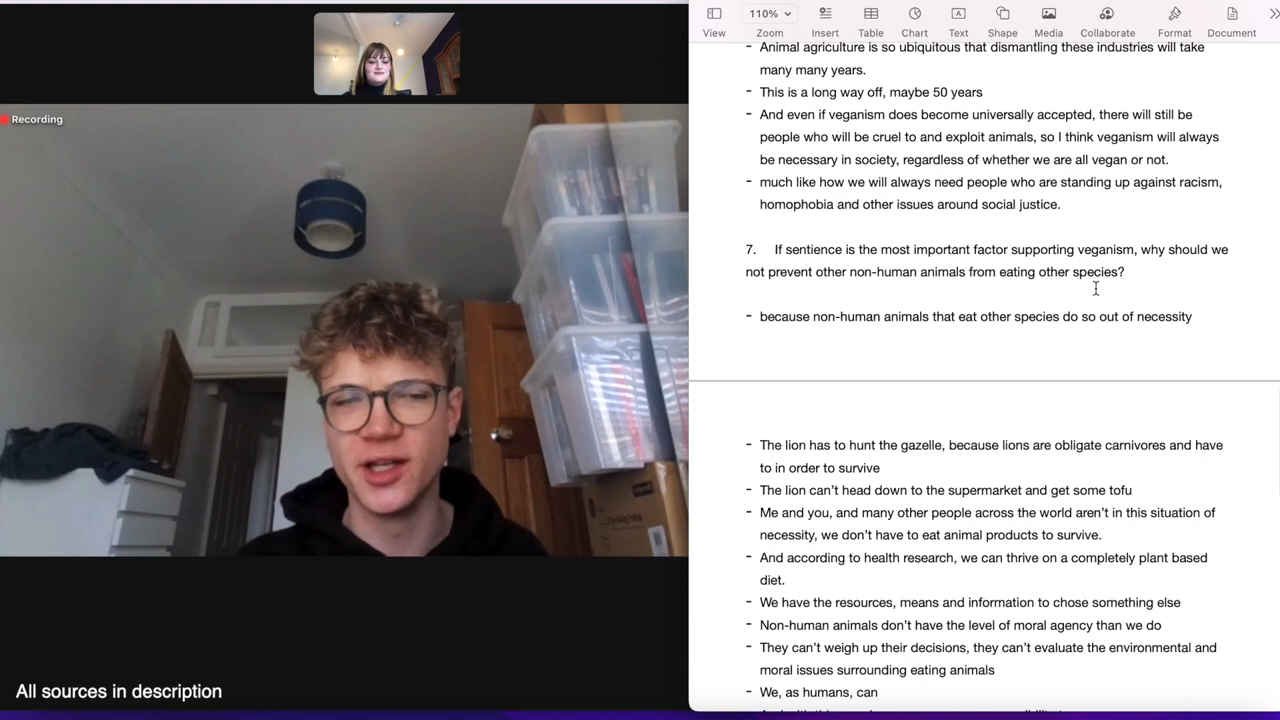 110%
View
Zoom
Insert
Table
Chart
Text
Shape
Media
Collaborate
Format
Document
Recording
- Animal agriculture is so ubiquitous that dismantling these industries will take
many many years.
- This is a long way off, maybe 50 years
- And even if veganism does become universally accepted, there will still be
people who will be cruel to and exploit animals, so I think veganism will always
be necessary in society, regardless of whether we are all vegan or not.
- much like how we will always need people who are standing up against racism,
homophobia and other issues around social justice.
7. If sentience is the most important factor supporting veganism, why should we
not prevent other non-human animals from eating other species?
- because non-human animals that eat other species do so out of necessity
- The lion has to hunt the gazelle, because lions are obligate carnivores and have
to in order to survive
- The lion can't head down to the supermarket and get some tofu
- Me and you, and many other people across the world aren't in this situation of
necessity, we don't have to eat animal products to survive.
- And according to health research, we can thrive on a completely plant based
diet.
- We have the resources, means and information to chose something else
- Non-human animals don't have the level of moral agency than we do
- They can't weigh up their decisions, they can't evaluate the environmental and
moral issues surrounding eating animals
- We, as humans, can
All sources in description